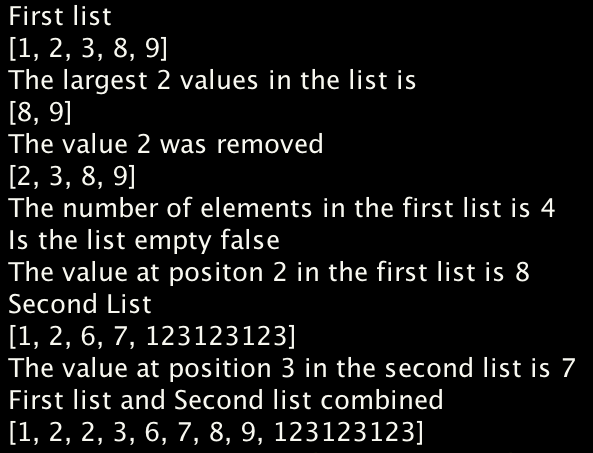 First list
[1, 2, 3, 8, 9]
The largest 2 values in the list is
[8, 9]
The value 2 was removed
[2, 3, 8, 9]
The number of elements in the first list is 4
Is the list empty false
The value at positon 2 in the first list is 8
Second List
[1, 2, 6, 7, 123123123]
The value at position 3 in the second list is 7
First list and Second list combined
[1, 2, 2, 3, 6, 7, 8, 9, 123123123]